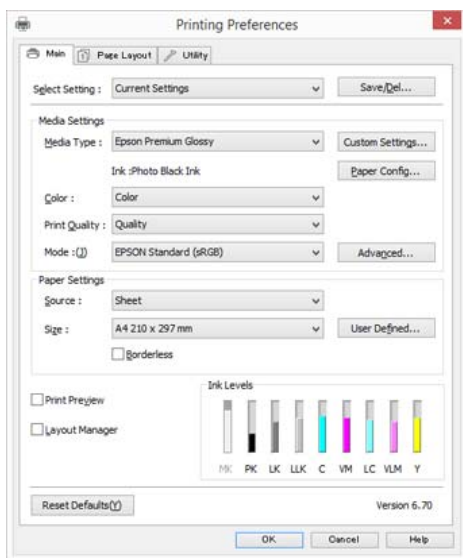 Printing Preferences
Main Page Layout Utility
Select Setting : Current Settings Save/Del...
Media Settings
Media Type : Epson Premium Glossy Custom Settings...
Ink :Photo Black Ink Paper Config...
Color : Color
Print Quality : Quality
Mode :(J) EPSON Standard (sRGB) Advanced...
Paper Settings
Source : Sheet
Size : A4 210 x 297 mm User Defined...
Borderless
Ink Levels
Print Preview
Layout Manager
MK PK LK LLK C VM LC VLM Y
Reset Defaults(Y) Version 6.70
OK Cancel Help